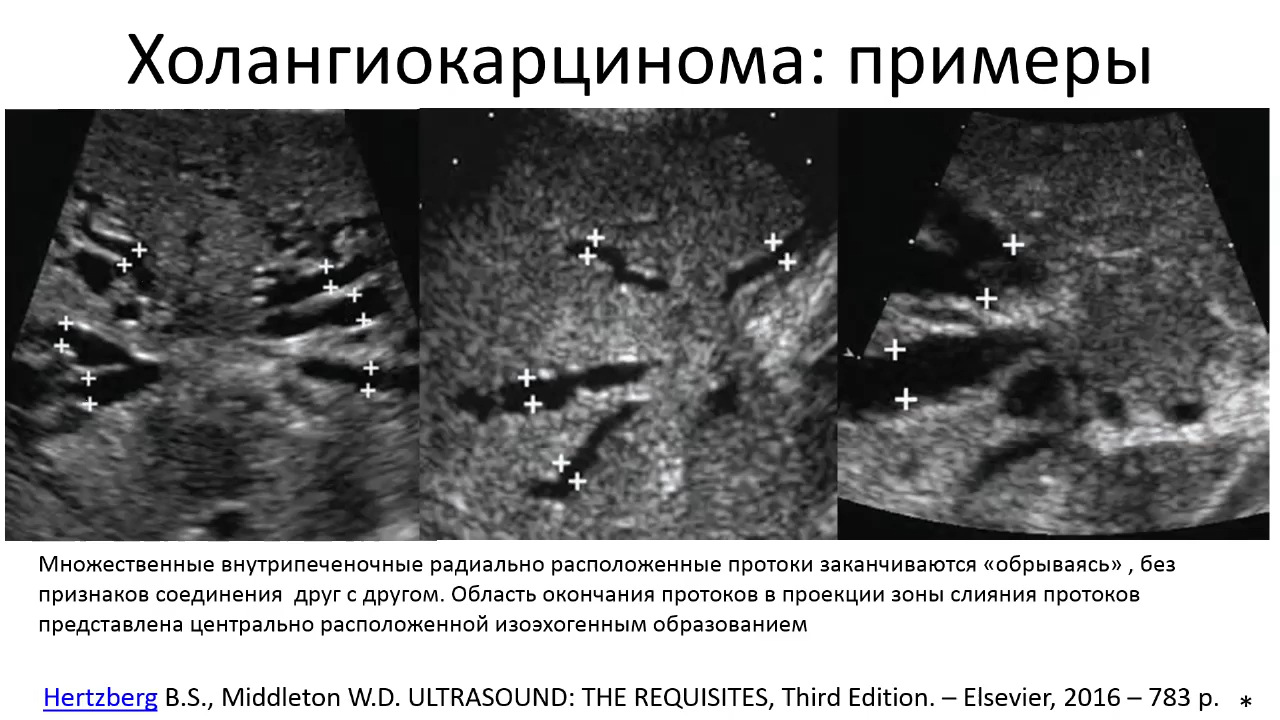 Холангиокарцинома: примеры
Множественные внутрипеченочные радиально расположенные протоки заканчиваются «обрываясь» , без
признаков соединения  друг с другом. Область окончания протоков в проекции зоны слияния протоков
представлена центрально расположенной изоэхогенным образованием
Hertzberg B.S., Middleton W.D. ULTRASOUND: THE REQUISITES, Third Edition. – Elsevier, 2016 – 783 p. *